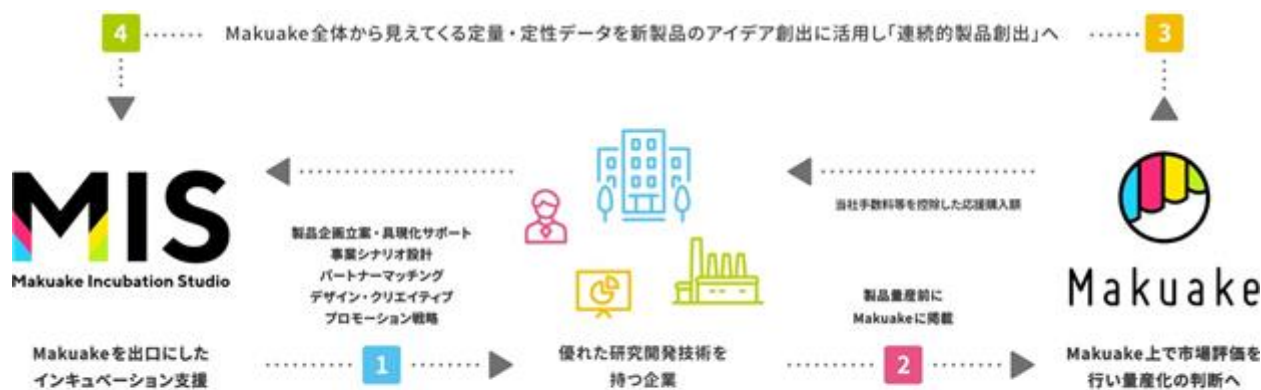 4
Makuake全体から見えてくる定量・定性データを新製品のアイデア創出に活用し「連続的製品創出」へ
3
MIS
Makuake Incubation Studio
Makuakeを出口にした
インキュベーション支援
製品企画立案・具現化サポート
事業シナリオ設計
パートナーマッチング
デザイン・クリエイティブ
プロモーション戦略
1
優れた研究開発技術を
持つ企業
当社手数料等を控除した応援購入額
製品量産前に
Makuakeに掲載
2
Makuake
Makuake上で市場評価を
行い量産化の判断へ